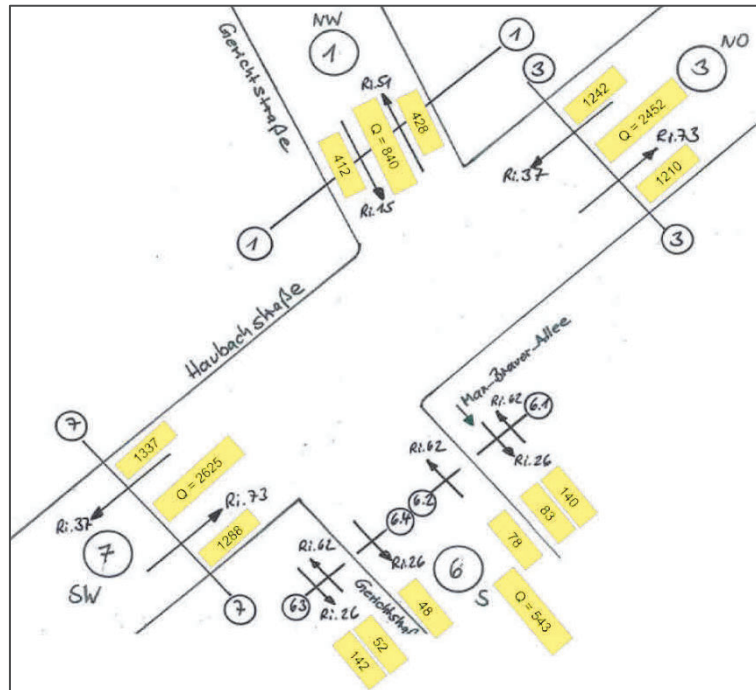 NW
1
1
Gerichtstraße
Ri.51
428
Q = 840
412
Ri.15
1
NO
3
3
1242
Q = 2452
Ri.73
Ri.37
1210
3
Haubachstraße
Max-Brauer-Allee
Ri.62
6.1
Ri.62
Ri.26
6.2
6.4
140
83
78
7
1337
Q = 2625
Ri.73
Ri.37
1288
7
SW
7
Ri.62
Ri.26
63
Ri.26
6
S
Gerichtstraß
48
Q = 543
52
142